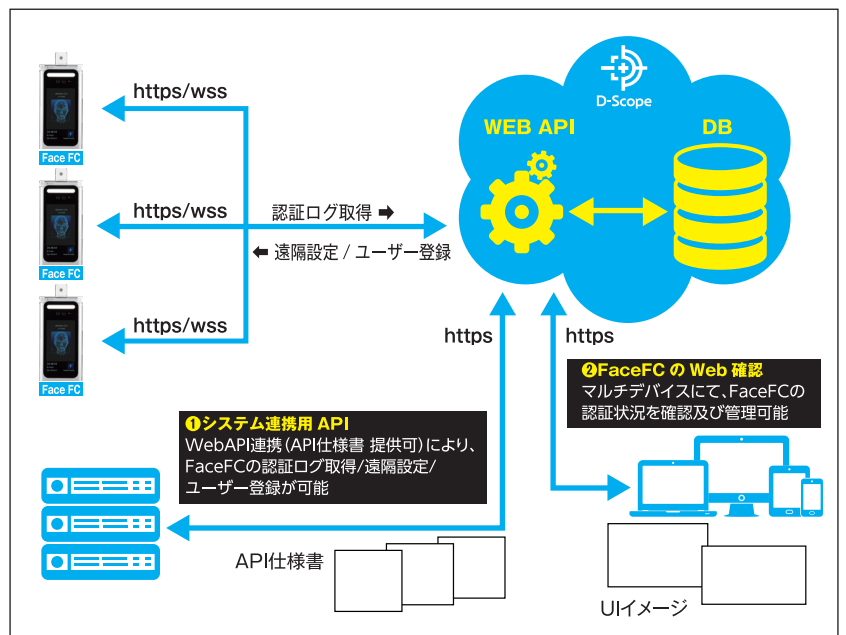 D-Scope
WEB API
DB
https/wss
Face FC
https/wss
認証ログ取得 ➡
⬅ 遠隔設定 / ユーザー登録
Face FC
https/wss
Face FC
https
https
❷FaceFC の Web 確認
マルチデバイスにて、FaceFCの
認証状況を確認及び管理可能
❶システム連携用 API
WebAPI連携(API仕様書 提供可)により、
FaceFCの認証ログ取得/遠隔設定/
ユーザー登録が可能
API仕様書
UIイメージ